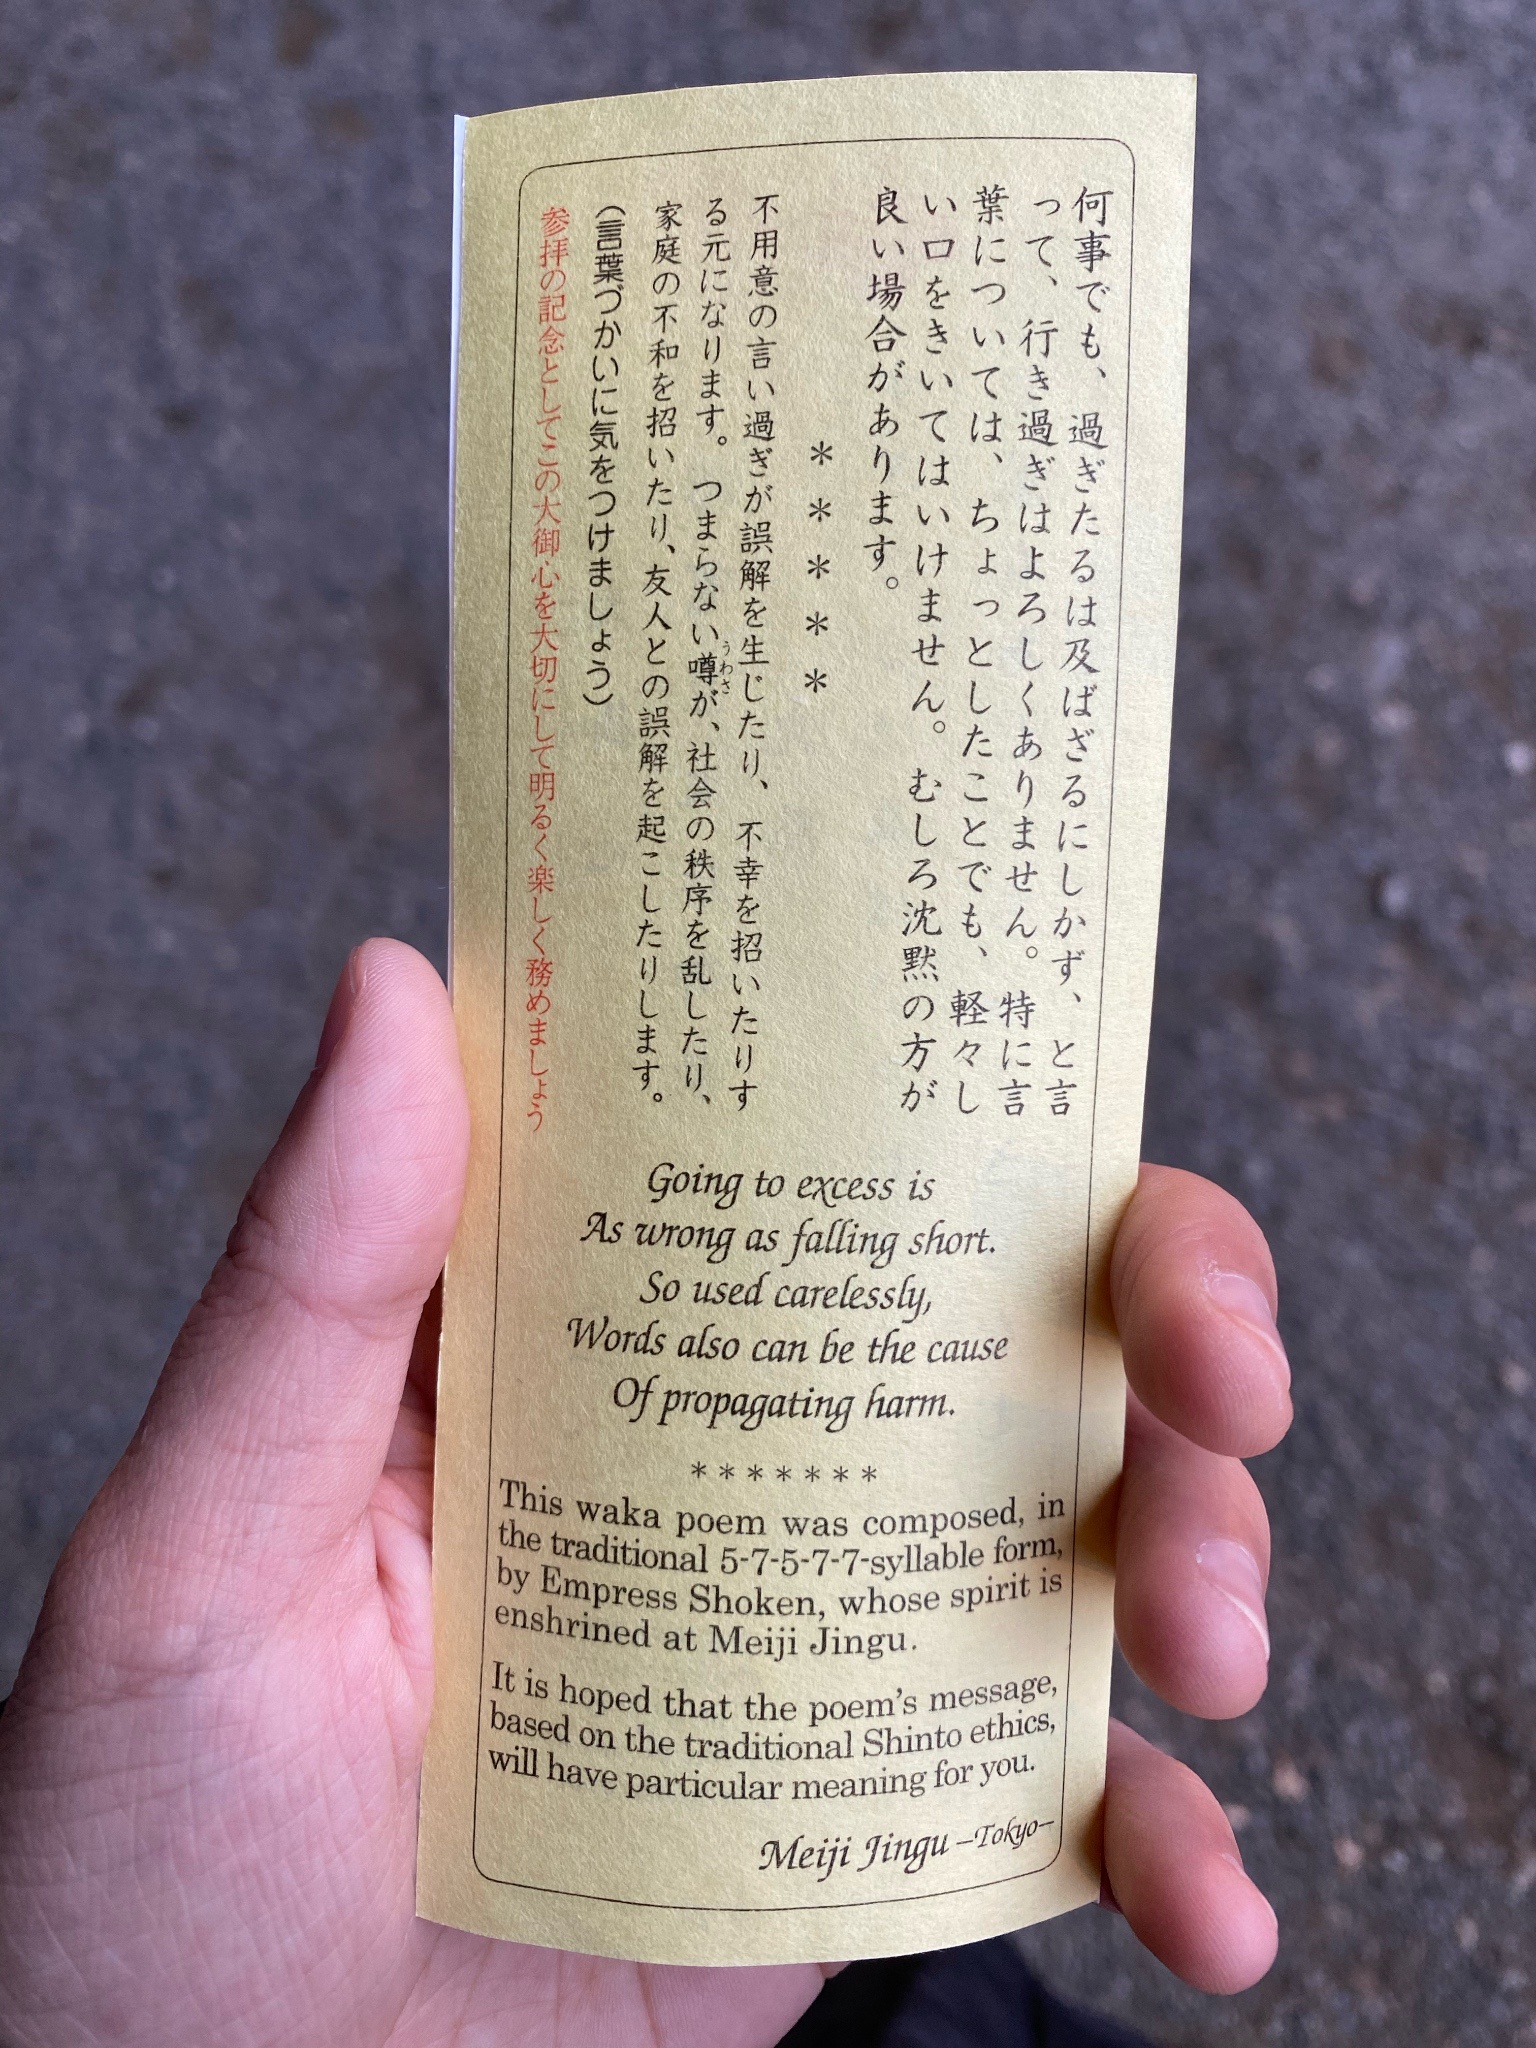 何事でも、過ぎたるは及ばざるにしかず、と言
って、行き過ぎはよろしくありません。特に言
葉については、ちょっとしたことでも、軽々し
い口をきいてはいけません。むしろ沈黙の方が
良い場合があります。
＊＊＊＊＊
不用意の言い過ぎが誤解を生じたり、不幸を招いたりす
る元になります。つまらない噂が、社会の秩序を乱したり、
うわさ
家庭の不和を招いたり、友人との誤解を起こしたりします。
（言葉づかいに気をつけましょう）
参拝の記念としてこの大御心を大切にして明るく楽しく務めましょう
Going to excess is
As wrong as falling short.
So used carelessly,
Words also can be the cause
Of propagating harm.
*******
This waka poem was composed, in
the traditional 5-7-5-7-7-syllable form,
by Empress Shoken, whose spirit is
enshrined at Meiji Jingu.
It is hoped that the poem's message,
based on the traditional Shinto ethics,
will have particular meaning for you.
Meiji Jingu –Tokyo–